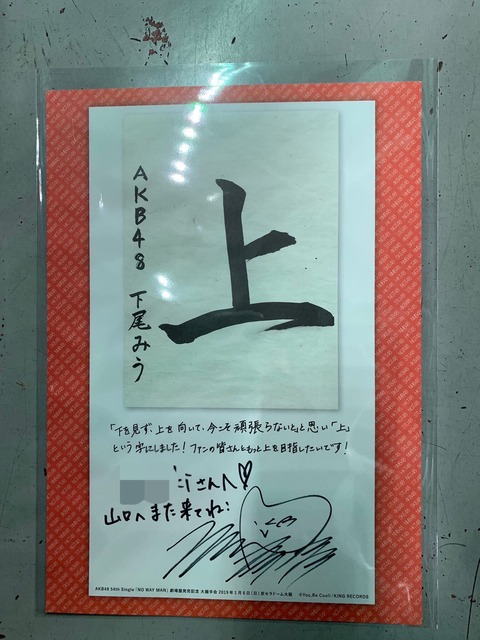 上
AKB48 下尾みう
「下を見ず上を向いて、今こそ頑張らないと」と思い「上」
という字にしました！ファンの皆さんともっと上を目指したいです！
さんへ♡
山口へまた来てね
AKB48 54th Single「NO WAY MAN」劇場盤発売記念 大握手会 2019年1月6日(日) 京セラドーム大阪 ©You, Be Cool!/KING RECORDS